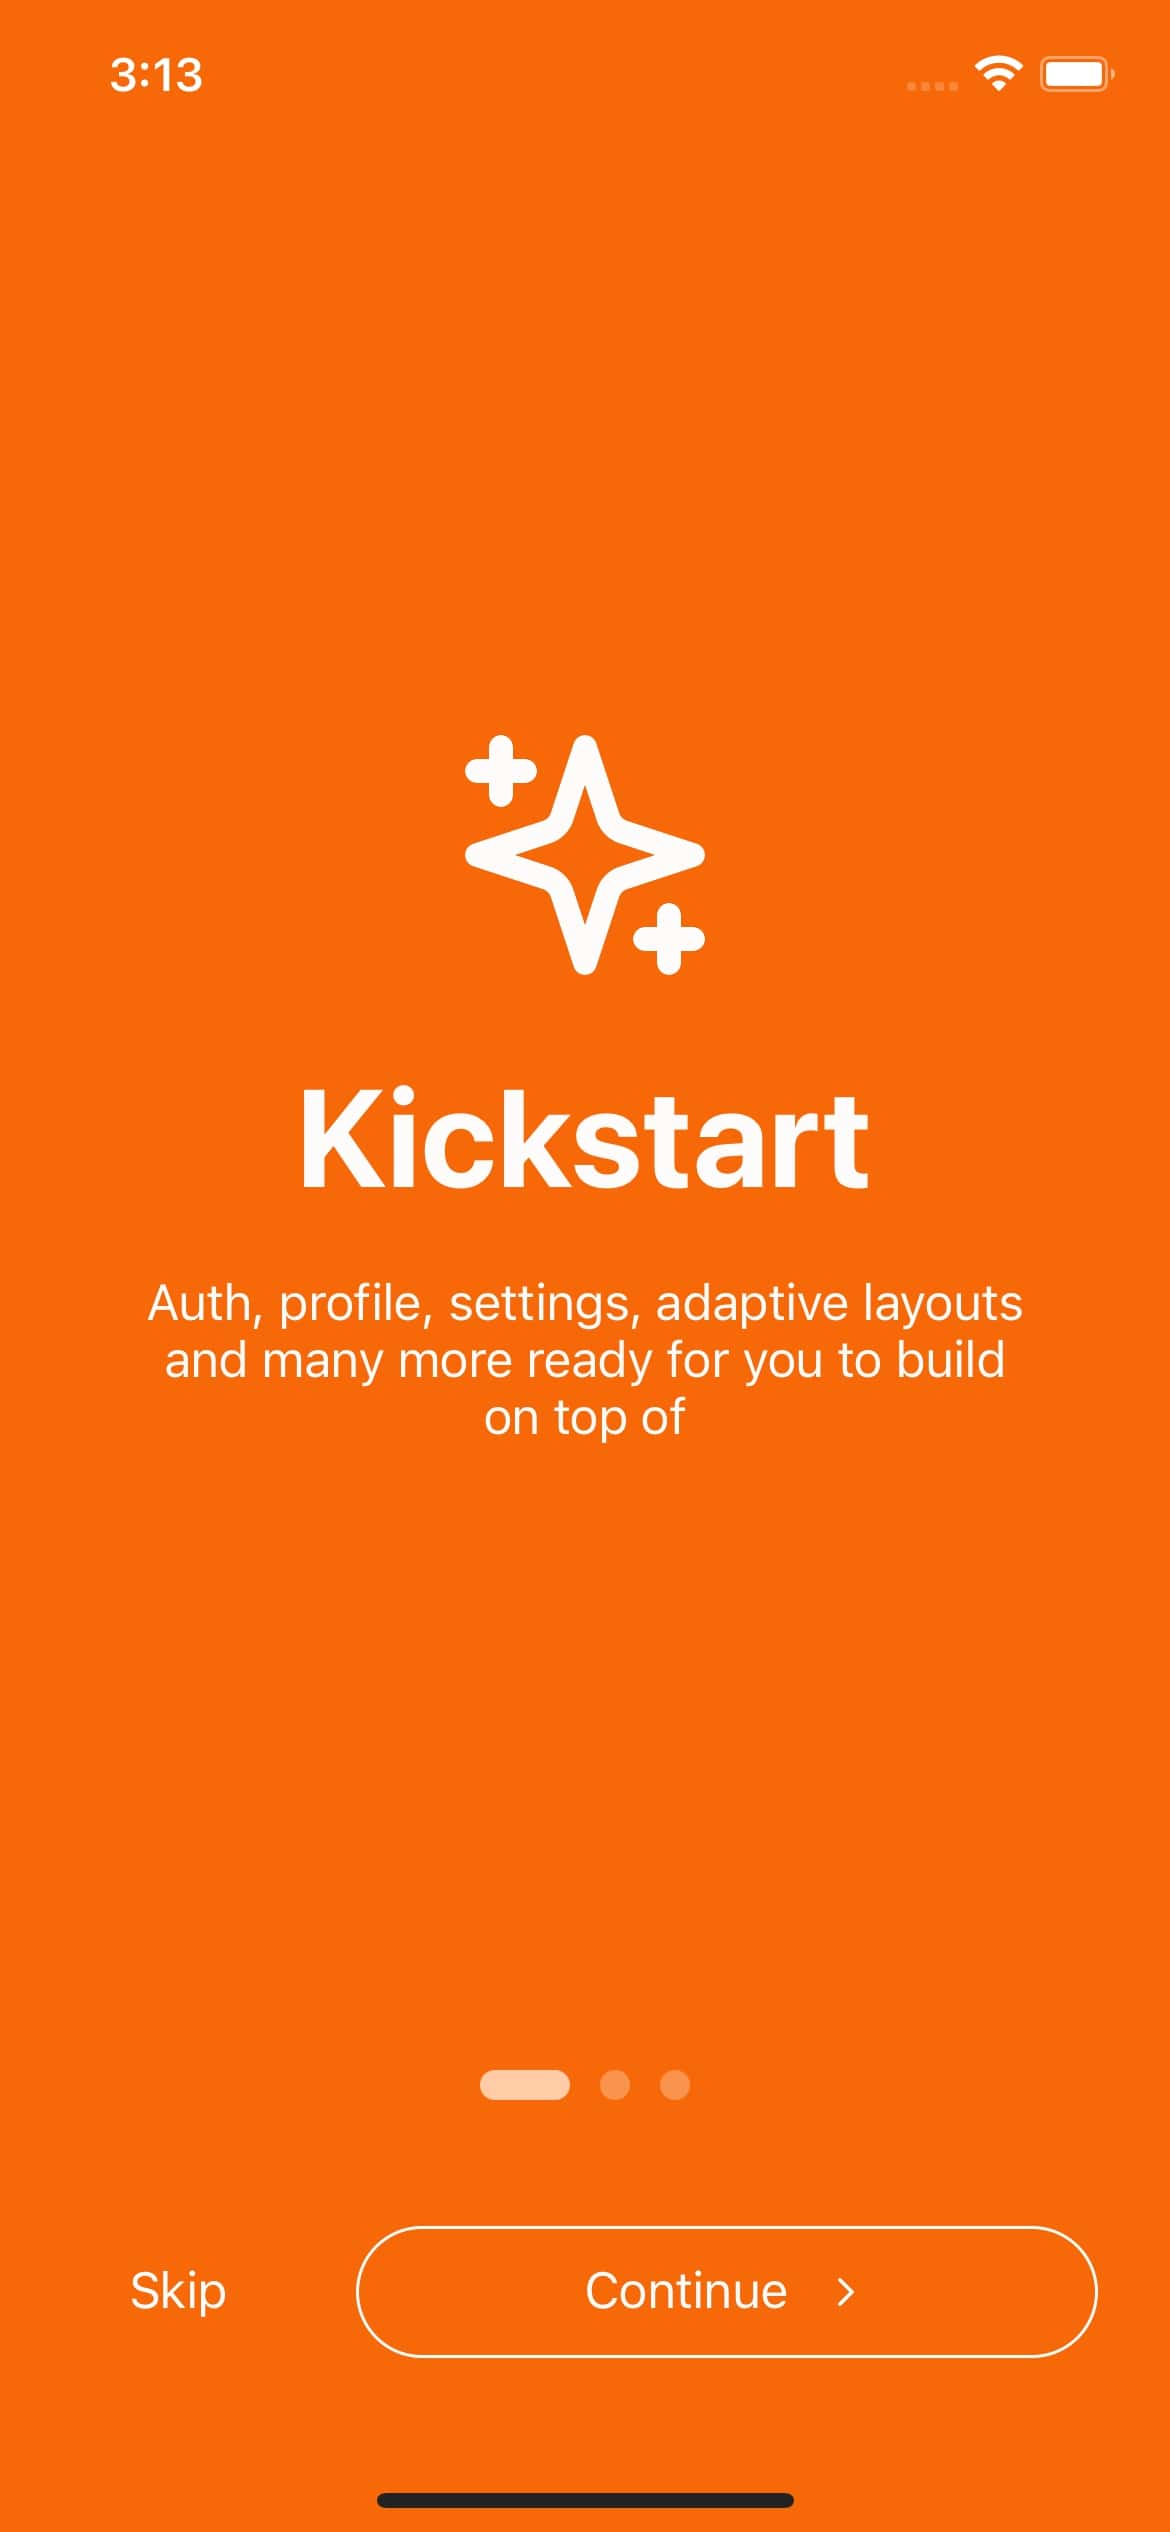 3:13
Kickstart
Auth, profile, settings, adaptive layouts
and many more ready for you to build
on top of
Skip
Continue